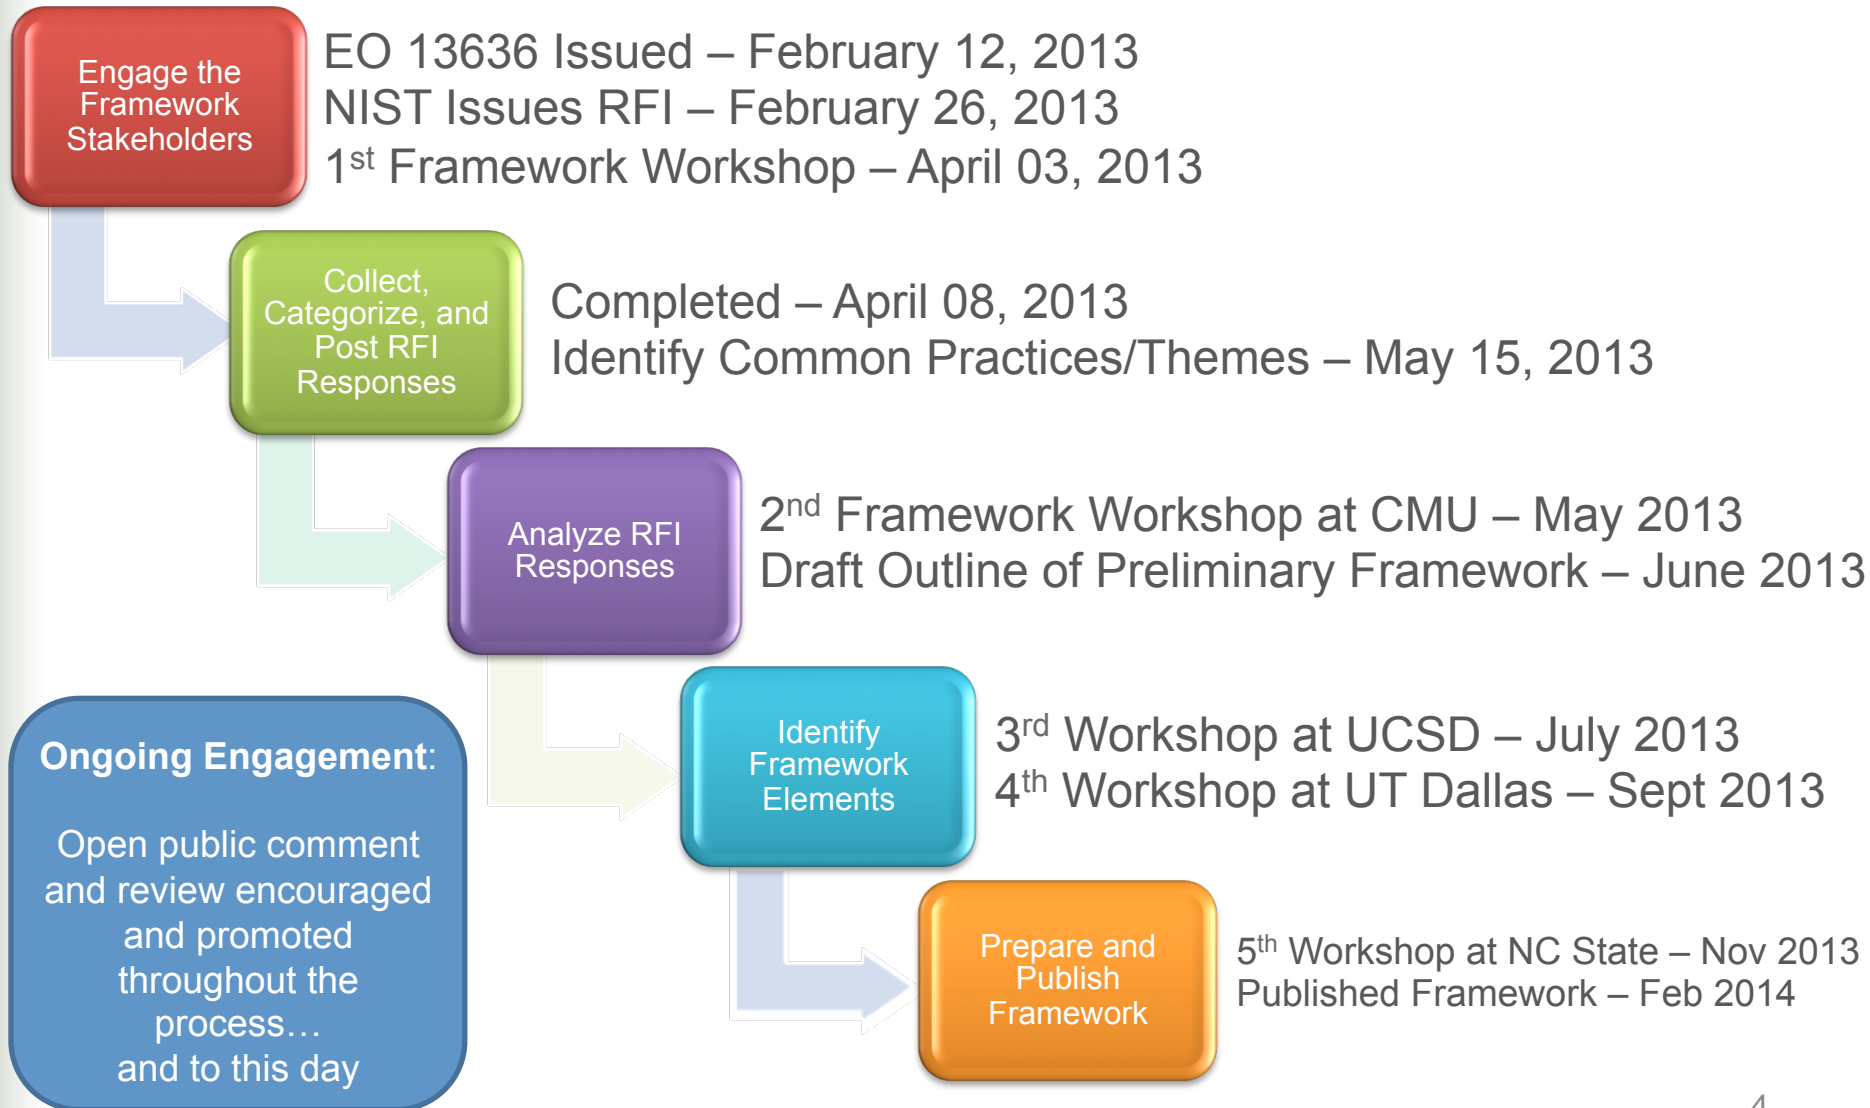 Engage the
Framework
Stakeholders
EO 13636 Issued – February 12, 2013
NIST Issues RFI – February 26, 2013
1st Framework Workshop – April 03, 2013
Collect,
Categorize, and
Post RFI
Responses
Completed – April 08, 2013
Identify Common Practices/Themes – May 15, 2013
Analyze RFI
Responses
2nd Framework Workshop at CMU – May 2013
Draft Outline of Preliminary Framework – June 2013
Identify
Framework
Elements
3rd Workshop at UCSD – July 2013
4th Workshop at UT Dallas – Sept 2013
Ongoing Engagement:
Open public comment
and review encouraged
and promoted
throughout the
process…
and to this day
Prepare and
Publish
Framework
5th Workshop at NC State – Nov 2013
Published Framework – Feb 2014
4